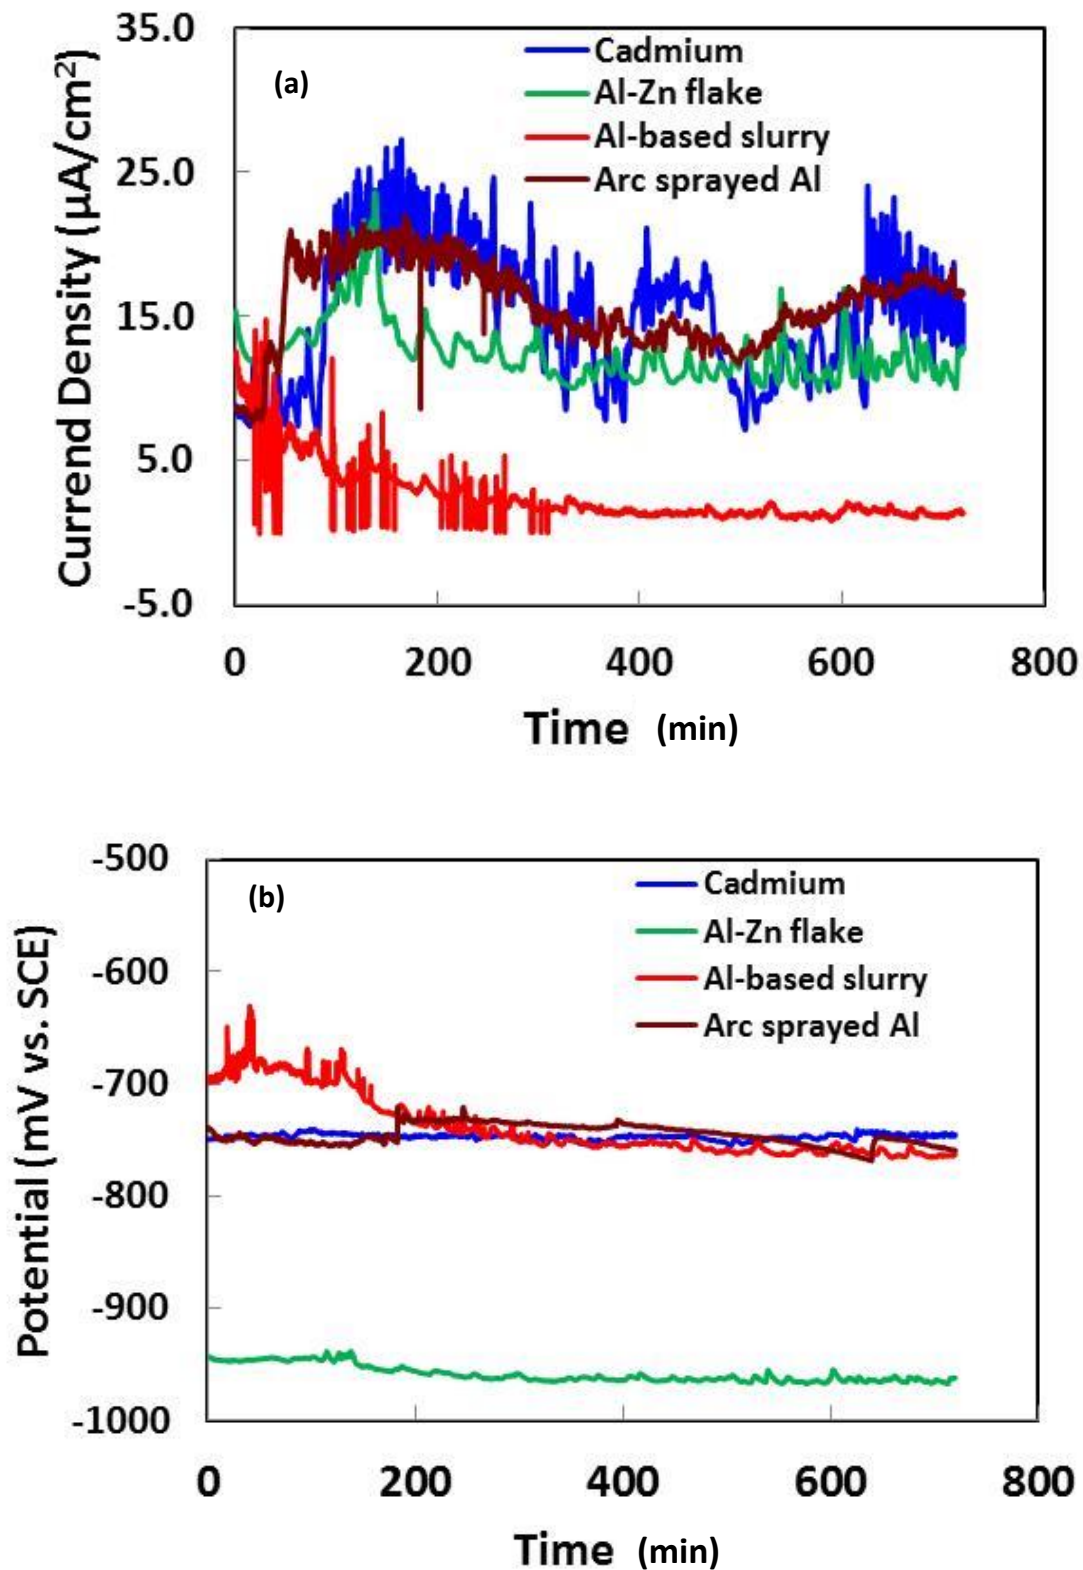 35.0
(a)
Cadmium
Al-Zn flake
Al-based slurry
Arc sprayed Al
25.0
15.0
5.0
-5.0
Currend Density (µA/cm²)
0 200 400 600 800
Time (min)
-500
(b)
Cadmium
Al-Zn flake
Al-based slurry
Arc sprayed Al
-600
-700
-800
-900
-1000
Potential (mV vs. SCE)
0 200 400 600 800
Time (min)